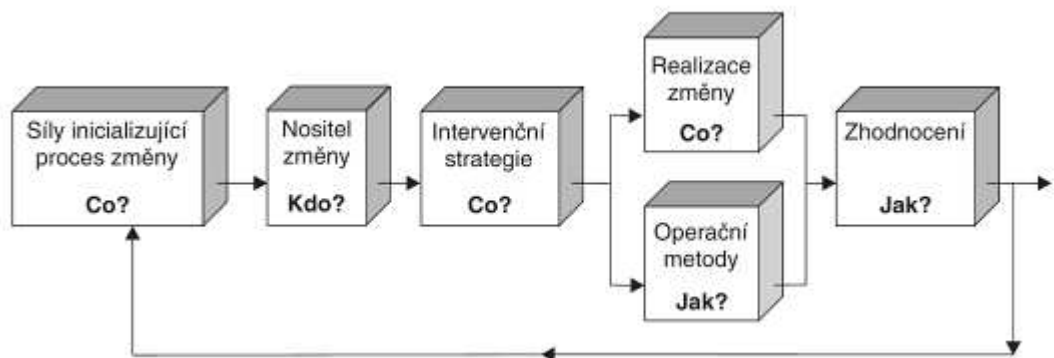 Síly inicializující
proces změny
Co?
Nositel
změny
Kdo?
Intervenční
strategie
Co?
Realizace
změny
Co?
Operační
metody
Jak?
Zhodnocení
Jak?